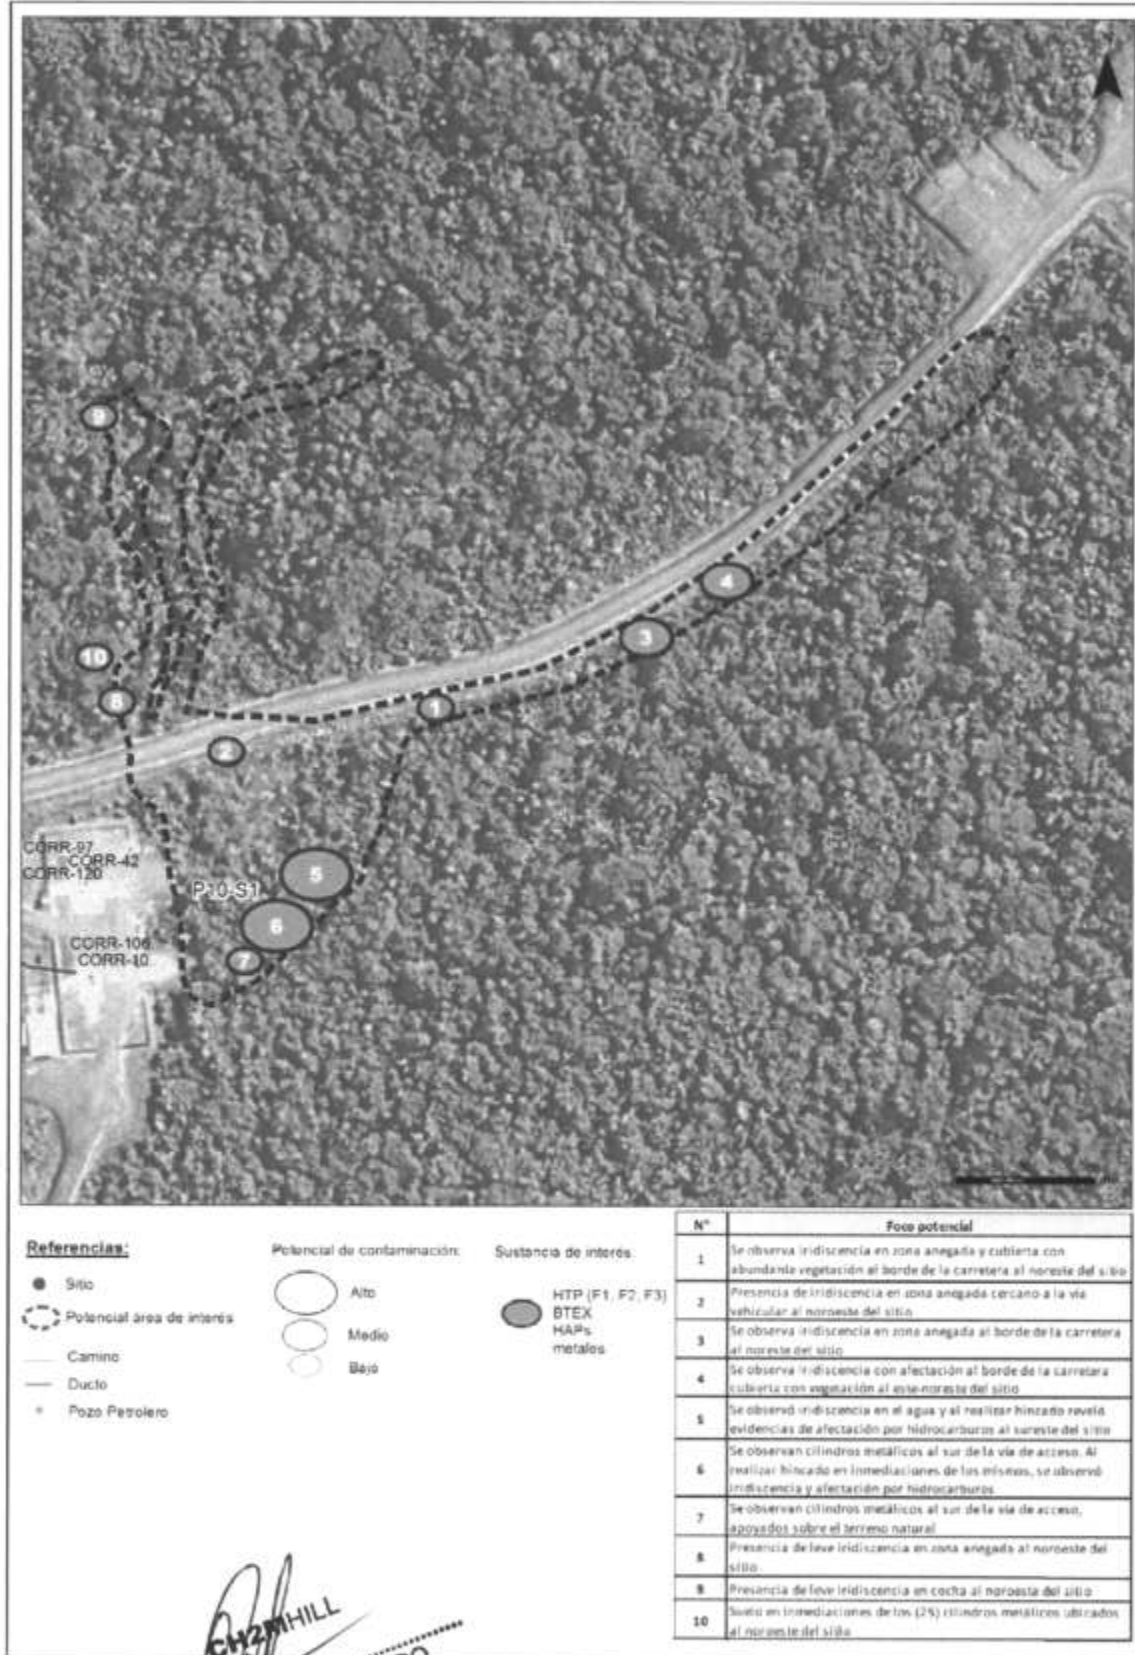 9
10
8
2
1
3
4
CORR-97
CORR-42
CORR-120
P10-S1
5
6
7
CORR-106
CORR-10
Referencias:
Sitio
Potencial área de interés
Camino
Ducto
Pozo Petrolero
Potencial de contaminación:
Alto
Medio
Bajo
Sustancia de interés
HTP (F1, F2, F3)
BTEX
HAPs
metales
N° Foco potencial
1 Se observa iridiscencia en zona anegada y cubierta con
abundante vegetación al borde de la carretera al noreste del sitio
2 Presencia de iridiscencia en zona anegada cercano a la vía
vehicular al noroeste del sitio
3 Se observa iridiscencia en zona anegada al borde de la carretera
al noreste del sitio
4 Se observa iridiscencia con afectación al borde de la carretera
cubierta con vegetación al este-noreste del sitio
5 Se observó iridiscencia en el agua y al realizar hincado reveló
evidencias de afectación por hidrocarburos al sureste del sitio
6 Se observan cilindros metálicos al sur de la vía de acceso. Al
realizar hincado en inmediaciones de los mismos, se observó
iridiscencia y afectación por hidrocarburos
7 Se observan cilindros metálicos al sur de la vía de acceso,
apoyados sobre el terreno natural
8 Presencia de leve iridiscencia en zona anegada al noroeste del
sitio
9 Presencia de leve iridiscencia en cocha al noroeste del sitio
10 Suelo en inmediaciones de los (25) cilindros metálicos ubicados
al noroeste del sitio
CH2MHILL